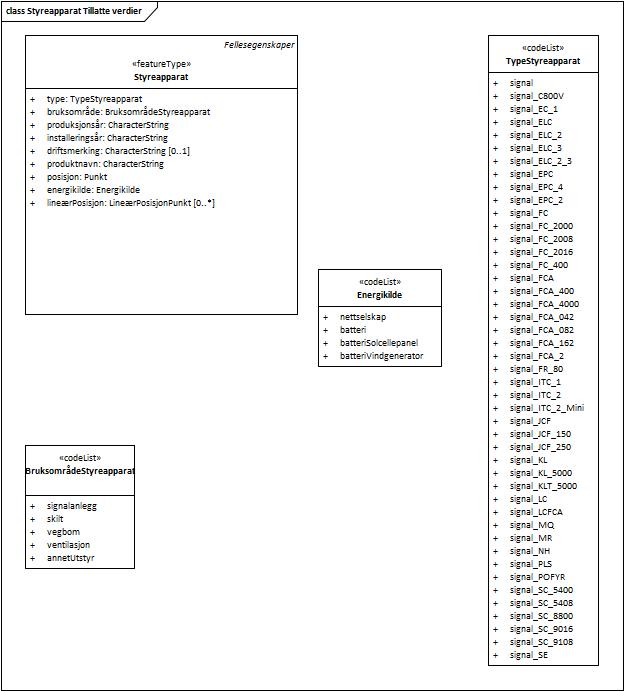 class Styreapparat Tillatte verdier
Fellesegenskaper
«featureType»
Styreapparat
+ type: TypeStyreapparat
+ bruksområde: BruksområdeStyreapparat
+ produksjonsår: CharacterString
+ installeringsår: CharacterString
+ driftsmerking: CharacterString [0..1]
+ produktnavn: CharacterString
+ posisjon: Punkt
+ energikilde: Energikilde
+ lineærPosisjon: LineærPosisjonPunkt [0..*]
«codeList»
Energikilde
+ nettselskap
+ batteri
+ batteriSolcellepanel
+ batteriVindgenerator
«codeList»
BruksområdeStyreapparat
+ signalanlegg
+ skilt
+ vegbom
+ ventilasjon
+ annetUtstyr
«codeList»
TypeStyreapparat
+ signal
+ signal_C800V
+ signal_EC_1
+ signal_ELC
+ signal_ELC_2
+ signal_ELC_3
+ signal_ELC_2_3
+ signal_EPC
+ signal_EPC_4
+ signal_EPC_2
+ signal_FC
+ signal_FC_2000
+ signal_FC_2008
+ signal_FC_2016
+ signal_FC_400
+ signal_FCA
+ signal_FCA_400
+ signal_FCA_4000
+ signal_FCA_042
+ signal_FCA_082
+ signal_FCA_162
+ signal_FCA_2
+ signal_FR_80
+ signal_ITC_1
+ signal_ITC_2
+ signal_ITC_2_Mini
+ signal_JCF
+ signal_JCF_150
+ signal_JCF_250
+ signal_KL
+ signal_KL_5000
+ signal_KLT_5000
+ signal_LC
+ signal_LCFCA
+ signal_MQ
+ signal_MR
+ signal_NH
+ signal_PLS
+ signal_POFYR
+ signal_SC_5400
+ signal_SC_5408
+ signal_SC_8800
+ signal_SC_9016
+ signal_SC_9108
+ signal_SE